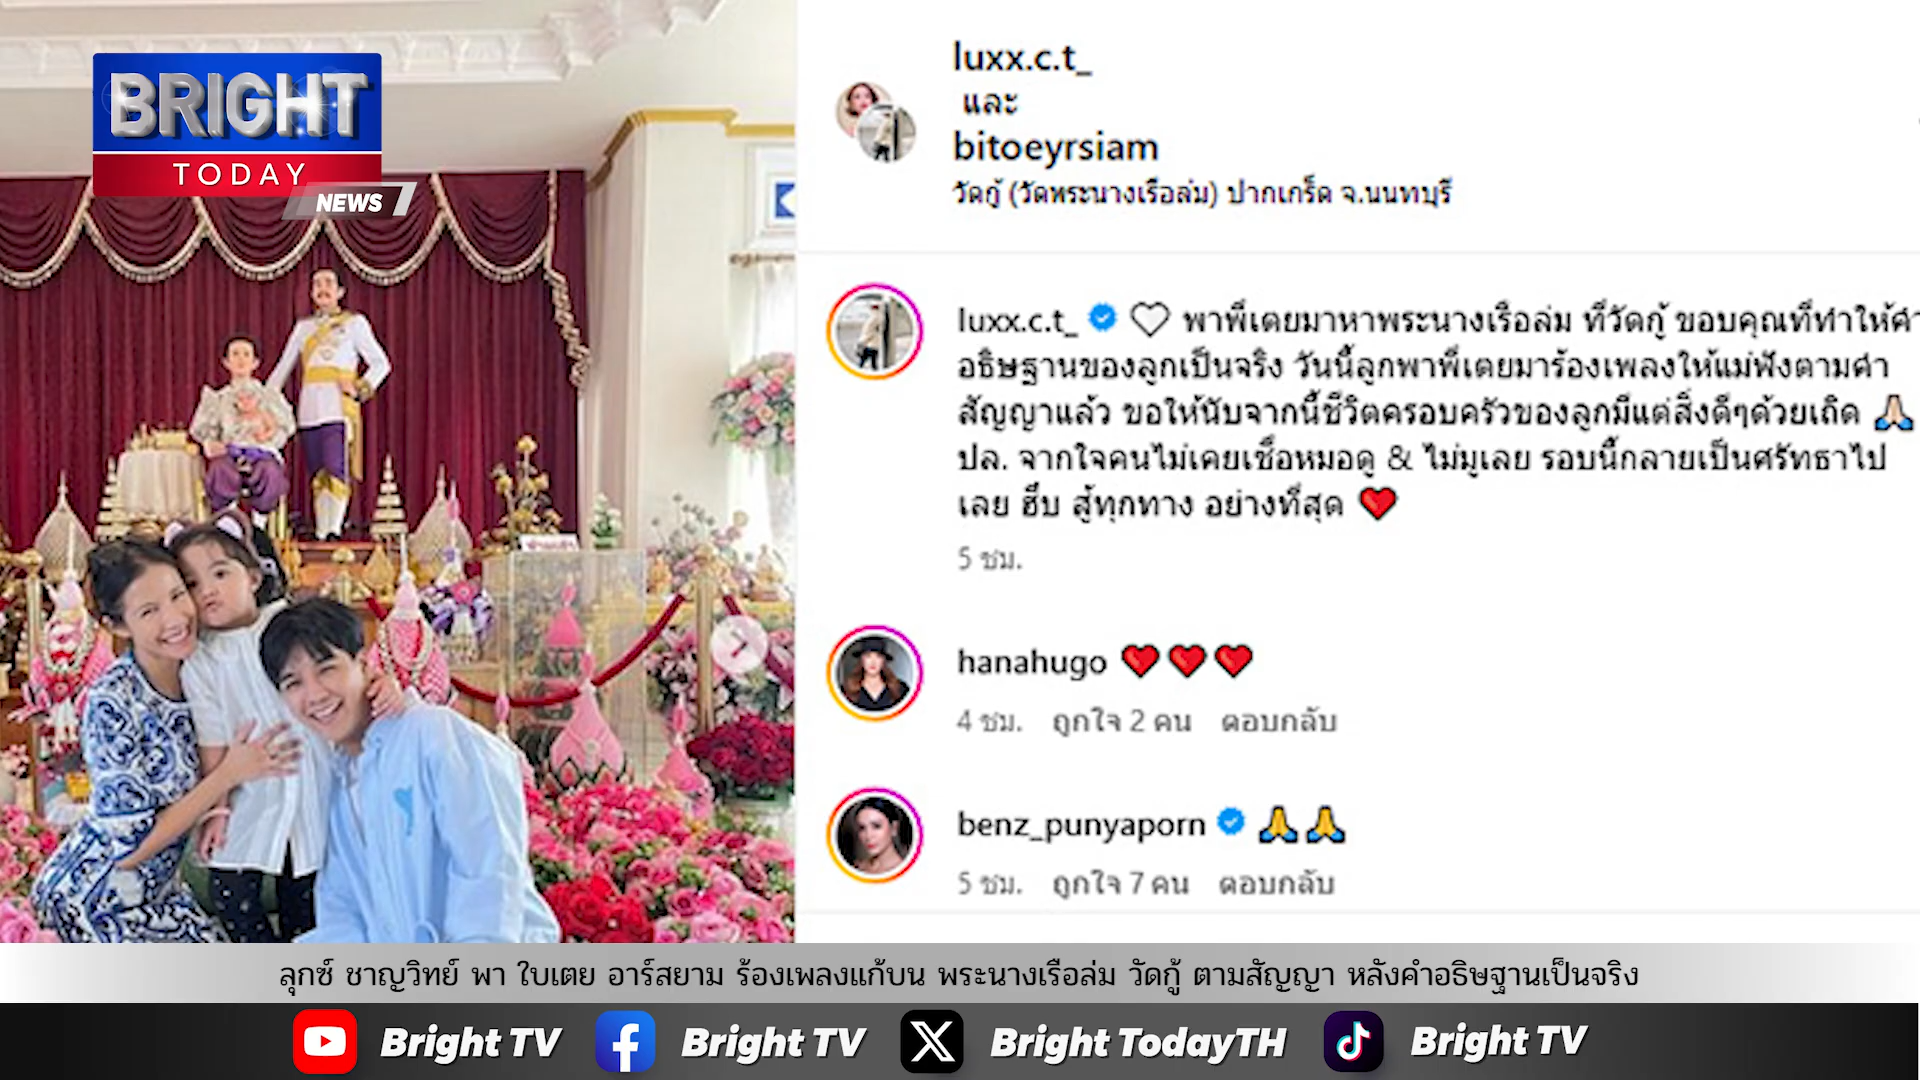 BRIGHT
TODAY
NEWS
luxx.c.t_
และ
bitoeyrsiam
วัดกู้ (วัดพระนางเรือล่ม) ปากเกร็ด จ.นนทบุรี
luxx.c.t_ 🤍 พาพี่เตยมาหาพระนางเรือล่ม ที่วัดกู้ ขอบคุณที่ทำให้คำ
อธิษฐานของลูกเป็นจริง วันนี้ลูกพาพี่เตยมาร้องเพลงให้แม่ฟังตามคำ
สัญญาแล้ว ขอให้นับจากนี้ชีวิตครอบครัวของลูกมีแต่สิ่งดีๆด้วยเถิด 🙏🏻
ปล. จากใจคนไม่เคยเชื่อหมอดู & ไม่มูเลย รอบนี้กลายเป็นศรัทธาไป
เลย ฮึบ สู้ทุกทาง อย่างที่สุด ❤️
5 ชม.
hanahugo ❤️❤️❤️
4 ชม. ถูกใจ 2 คน ตอบกลับ
benz_punyaporn 🙏🙏
5 ชม. ถูกใจ 7 คน ตอบกลับ
ลุกซ์ ชาญวิทย์ พา ใบเตย อาร์สยาม ร้องเพลงแก้บน พระนางเรือล่ม วัดกู้ ตามสัญญา หลังคำอธิษฐานเป็นจริง
Bright TV Bright TV Bright TodayTH Bright TV